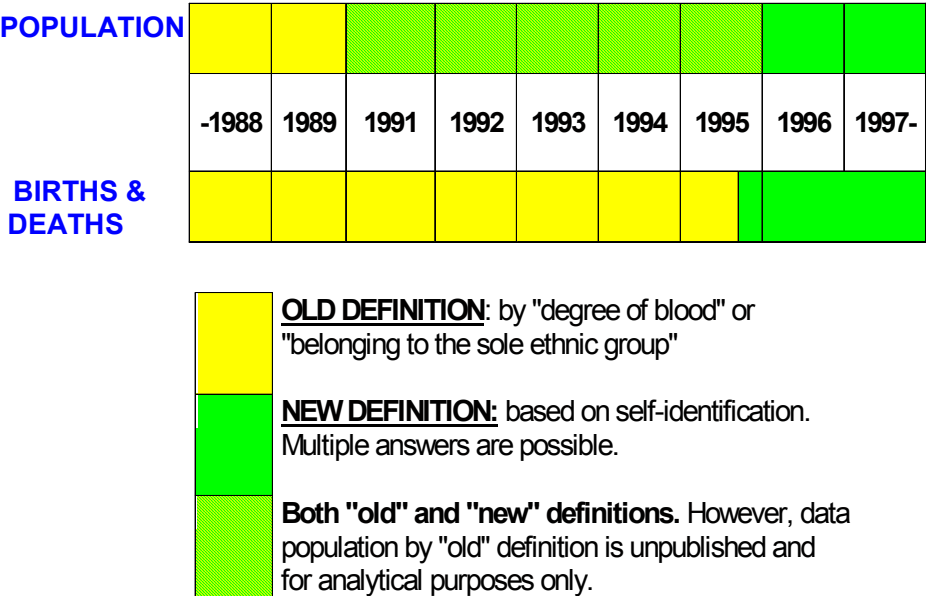 POPULATION
-1988 1989 1991 1992 1993 1994 1995 1996 1997-
BIRTHS &
DEATHS
OLD DEFINITION: by "degree of blood" or
"belonging to the sole ethnic group"
NEW DEFINITION: based on self-identification.
Multiple answers are possible.
Both "old" and "new" definitions. However, data
population by "old" definition is unpublished and
for analytical purposes only.